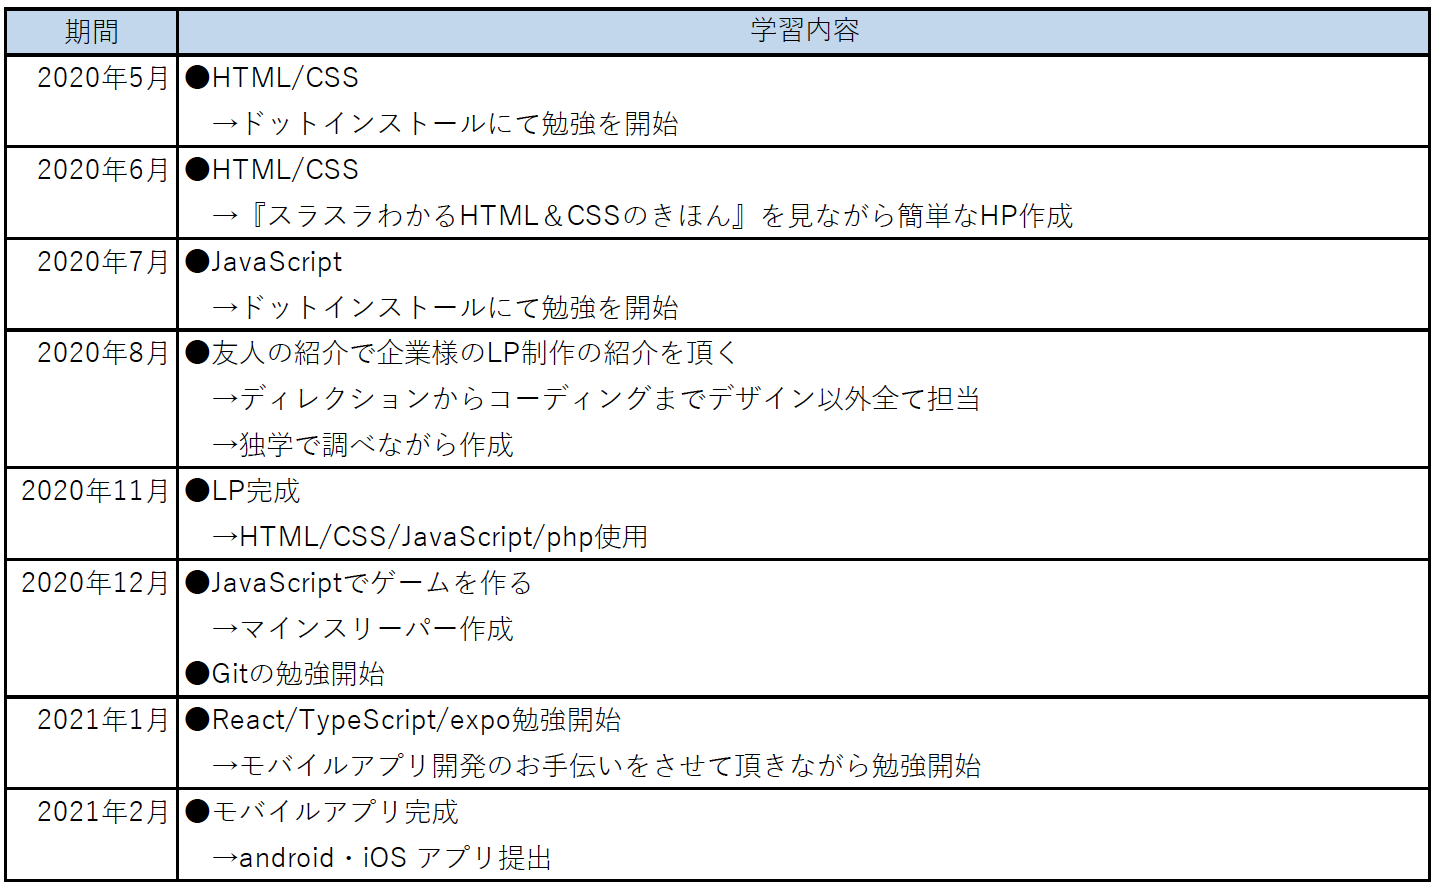 期間 学習内容
2020年5月 ●HTML/CSS
→ドットインストールにて勉強を開始
2020年6月 ●HTML/CSS
→『スラスラわかるHTML＆CSSのきほん』を見ながら簡単なHP作成
2020年7月 ●JavaScript
→ドットインストールにて勉強を開始
2020年8月 ●友人の紹介で企業様のLP制作の紹介を頂く
→ディレクションからコーディングまでデザイン以外全て担当
→独学で調べながら作成
2020年11月 ●LP完成
→HTML/CSS/JavaScript/php使用
2020年12月 ●JavaScriptでゲームを作る
→マインスリーパー作成
●Gitの勉強開始
2021年1月 ●React/TypeScript/expo勉強開始
→モバイルアプリ開発のお手伝いをさせて頂きながら勉強開始
2021年2月 ●モバイルアプリ完成
→android・iOS アプリ提出